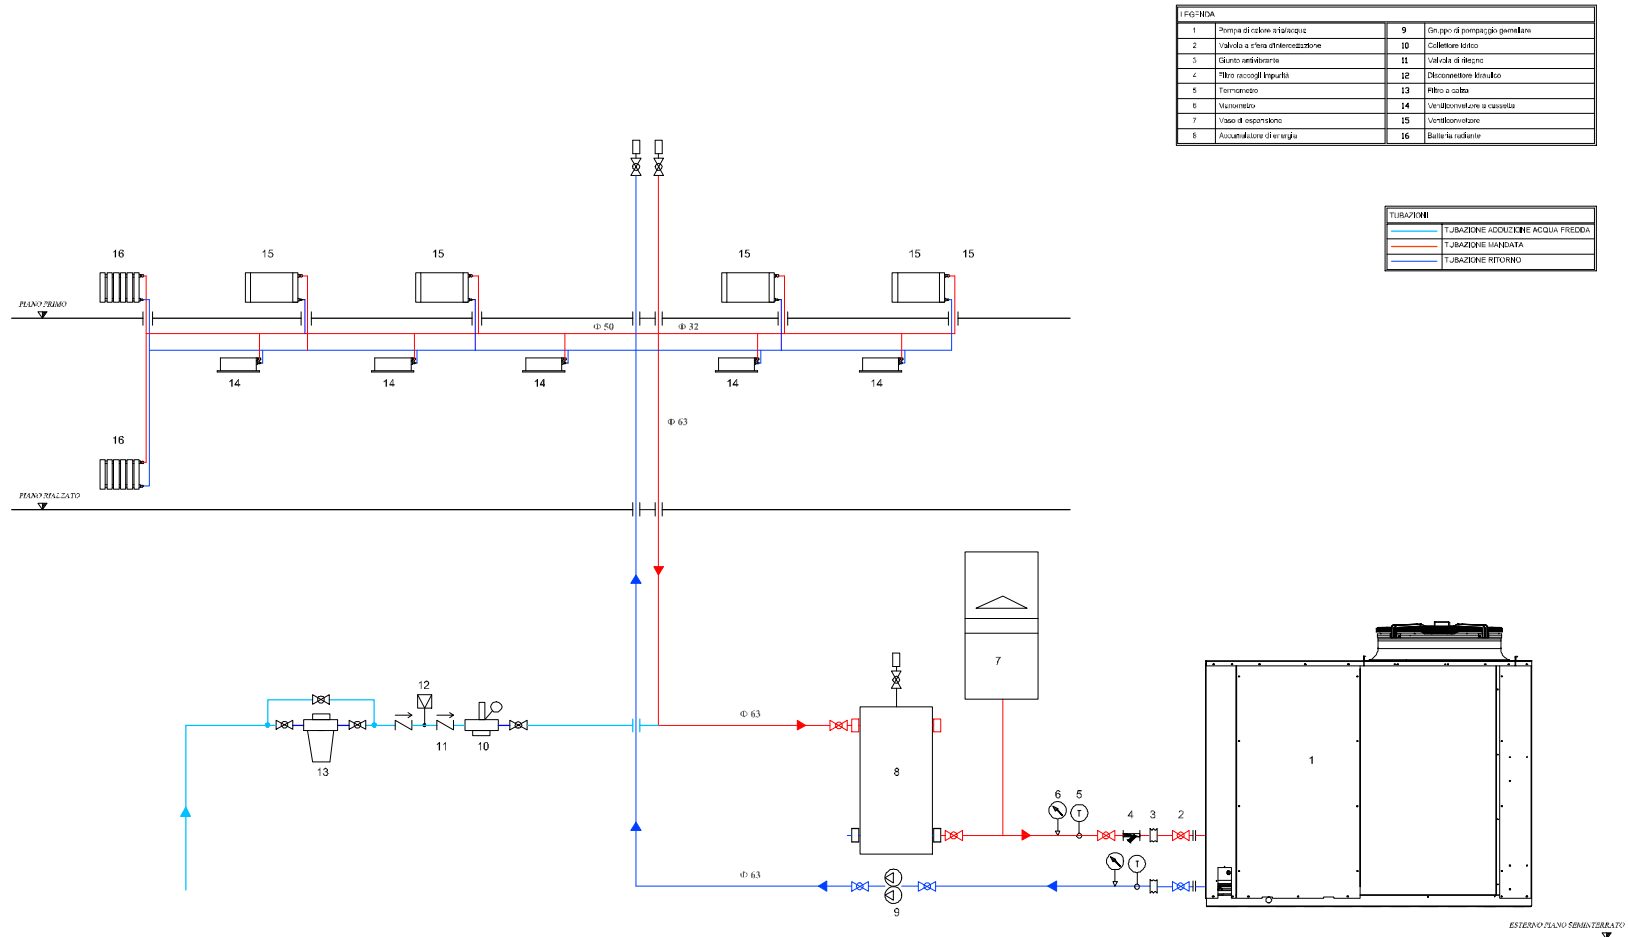 LEGENDA
1 Pompa di calore aria/acqua 9 Gruppo di pompaggio gemellare
2 Valvola a sfera d'intercettazione 10 Collettore idrico
3 Giunto antivibrante 11 Valvola di ritegno
4 Filtro raccogli impurità 12 Disconnettore idraulico
5 Termometro 13 Filtro a calza
6 Manometro 14 Ventilconvettore a cassetta
7 Vaso di espansione 15 Ventilconvettore
8 Accumulatore di energia 16 Batteria radiante
TUBAZIONI
TUBAZIONE ADDUZIONE ACQUA FREDDA
TUBAZIONE MANDATA
TUBAZIONE RITORNO
16 15 15 15 15 15
PIANO PRIMO
Φ 50 Φ 32
14 14 14 14 14
Φ 63
16
PIANO RIALZATO
7
12
Φ 63
11 10
13 8 1
6 5
4 3 2
T
T
Φ 63
9
ESTERNO PIANO SEMINTERRATO